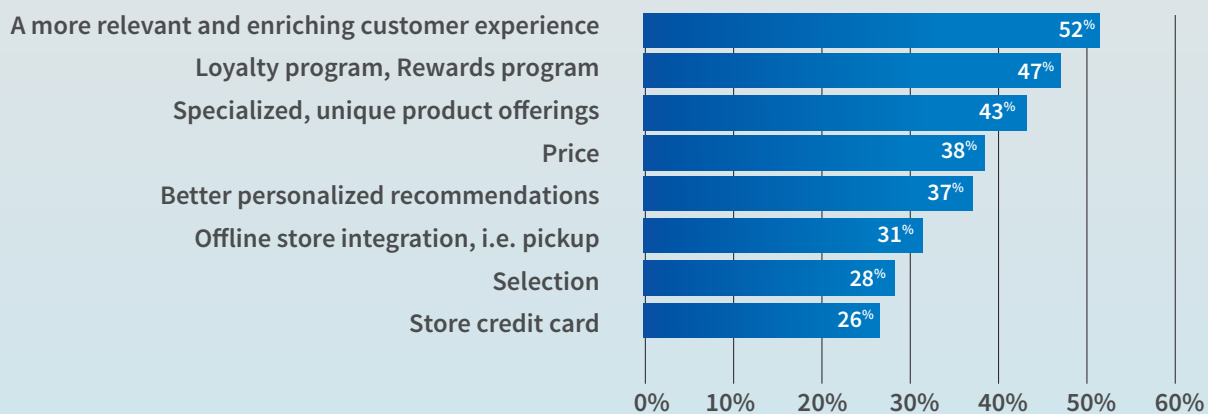 A more relevant and enriching customer experience 52%
Loyalty program, Rewards program 47%
Specialized, unique product offerings 43%
Price 38%
Better personalized recommendations 37%
Offline store integration, i.e. pickup 31%
Selection 28%
Store credit card 26%
0% 10% 20% 30% 40% 50% 60%